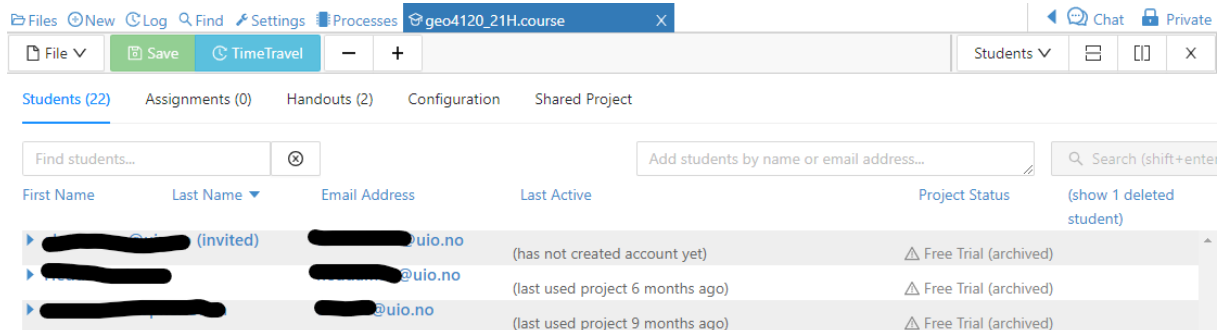 Files New Log Find Settings Processes geo4120_21H.course X Chat Private
File Save TimeTravel − + Students X
Students (22) Assignments (0) Handouts (2) Configuration Shared Project
Find students... Add students by name or email address... Search (shift+enter
First Name Last Name Email Address Last Active Project Status (show 1 deleted
student)
(invited) uio.no
(has not created account yet) Free Trial (archived)
@uio.no
(last used project 6 months ago) Free Trial (archived)
@uio.no
(last used project 9 months ago) Free Trial (archived)